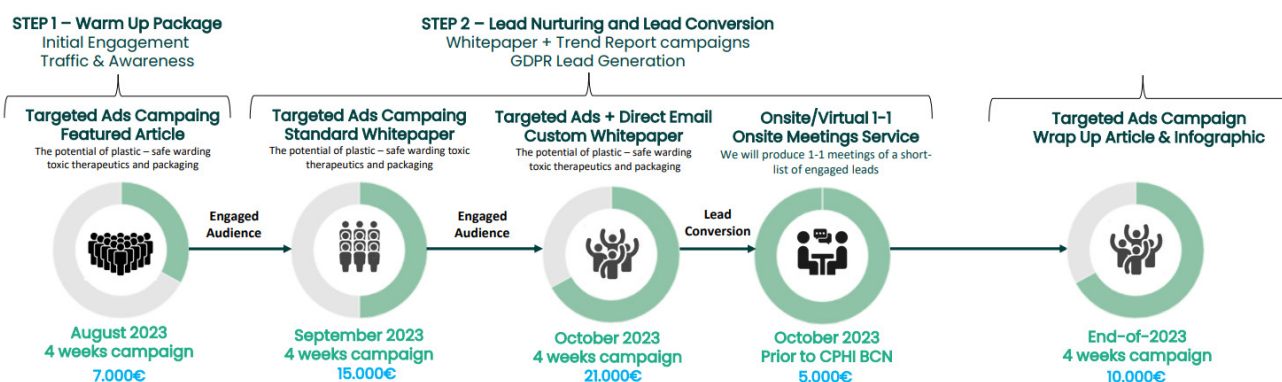 STEP 1 – Warm Up Package
Initial Engagement
Traffic & Awareness
STEP 2 – Lead Nurturing and Lead Conversion
Whitepaper + Trend Report campaigns
GDPR Lead Generation
Targeted Ads Campaing
Featured Article
The potential of plastic – safe warding
toxic therapeutics and packaging
Targeted Ads Campaing
Standard Whitepaper
The potential of plastic – safe warding toxic
therapeutics and packaging
Targeted Ads + Direct Email
Custom Whitepaper
The potential of plastic – safe warding
toxic therapeutics and packaging
Onsite/Virtual 1-1
Onsite Meetings Service
We will produce 1-1 meetings of a short-
list of engaged leads
Targeted Ads Campaign
Wrap Up Article & Infographic
Engaged
Audience
Engaged
Audience
Lead
Conversion
August 2023
4 weeks campaign
7.000€
September 2023
4 weeks campaign
15.000€
October 2023
4 weeks campaign
21.000€
October 2023
Prior to CPHI BCN
5.000€
End-of-2023
4 weeks campaign
10.000€